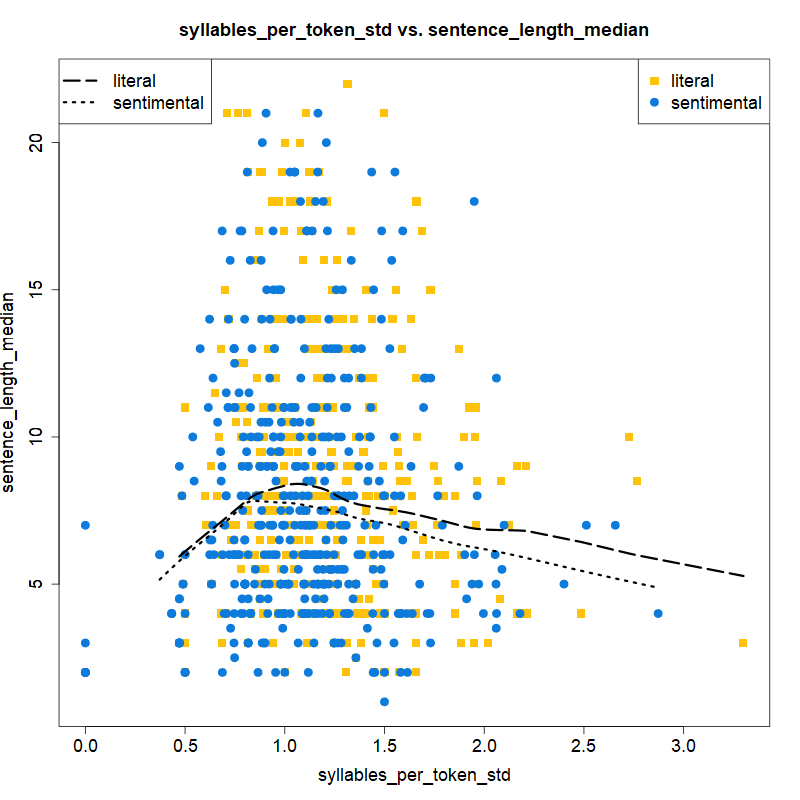 syllables_per_token_std vs. sentence_length_median
literal
sentimental
literal
sentimental
20
15
10
5
sentence_length_median
0.0 0.5 1.0 1.5 2.0 2.5 3.0
syllables_per_token_std